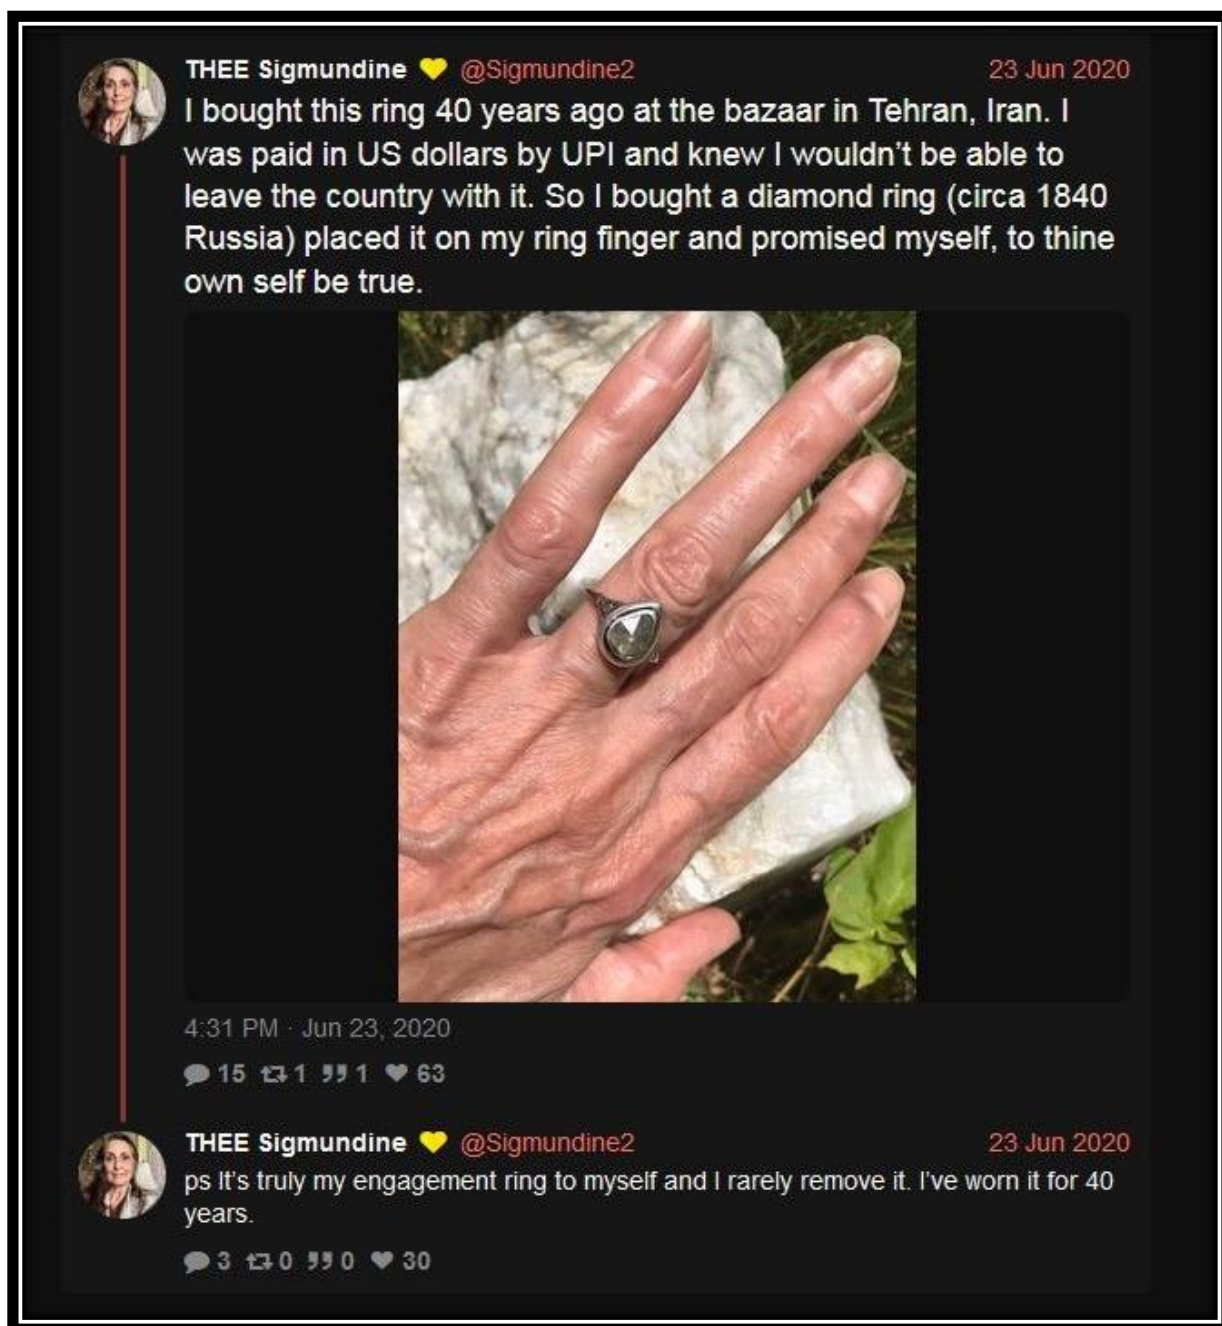 THEE Sigmundine 💛 @Sigmundine2 23 Jun 2020
I bought this ring 40 years ago at the bazaar in Tehran, Iran. I
was paid in US dollars by UPI and knew I wouldn't be able to
leave the country with it. So I bought a diamond ring (circa 1840
Russia) placed it on my ring finger and promised myself, to thine
own self be true.
4:31 PM · Jun 23, 2020
15 1 1 63
THEE Sigmundine 💛 @Sigmundine2 23 Jun 2020
ps It's truly my engagement ring to myself and I rarely remove it. I've worn it for 40
years.
3 0 0 30